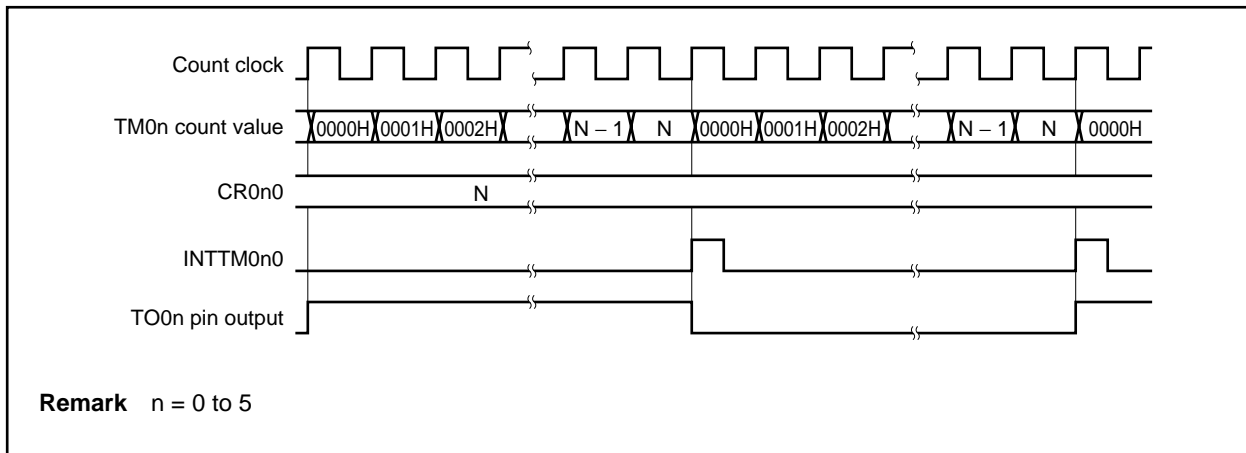 Count clock
TM0n count value 0000H 0001H 0002H N – 1 N 0000H 0001H 0002H N – 1 N 0000H
CR0n0 N
INTTM0n0
TO0n pin output
Remark n = 0 to 5